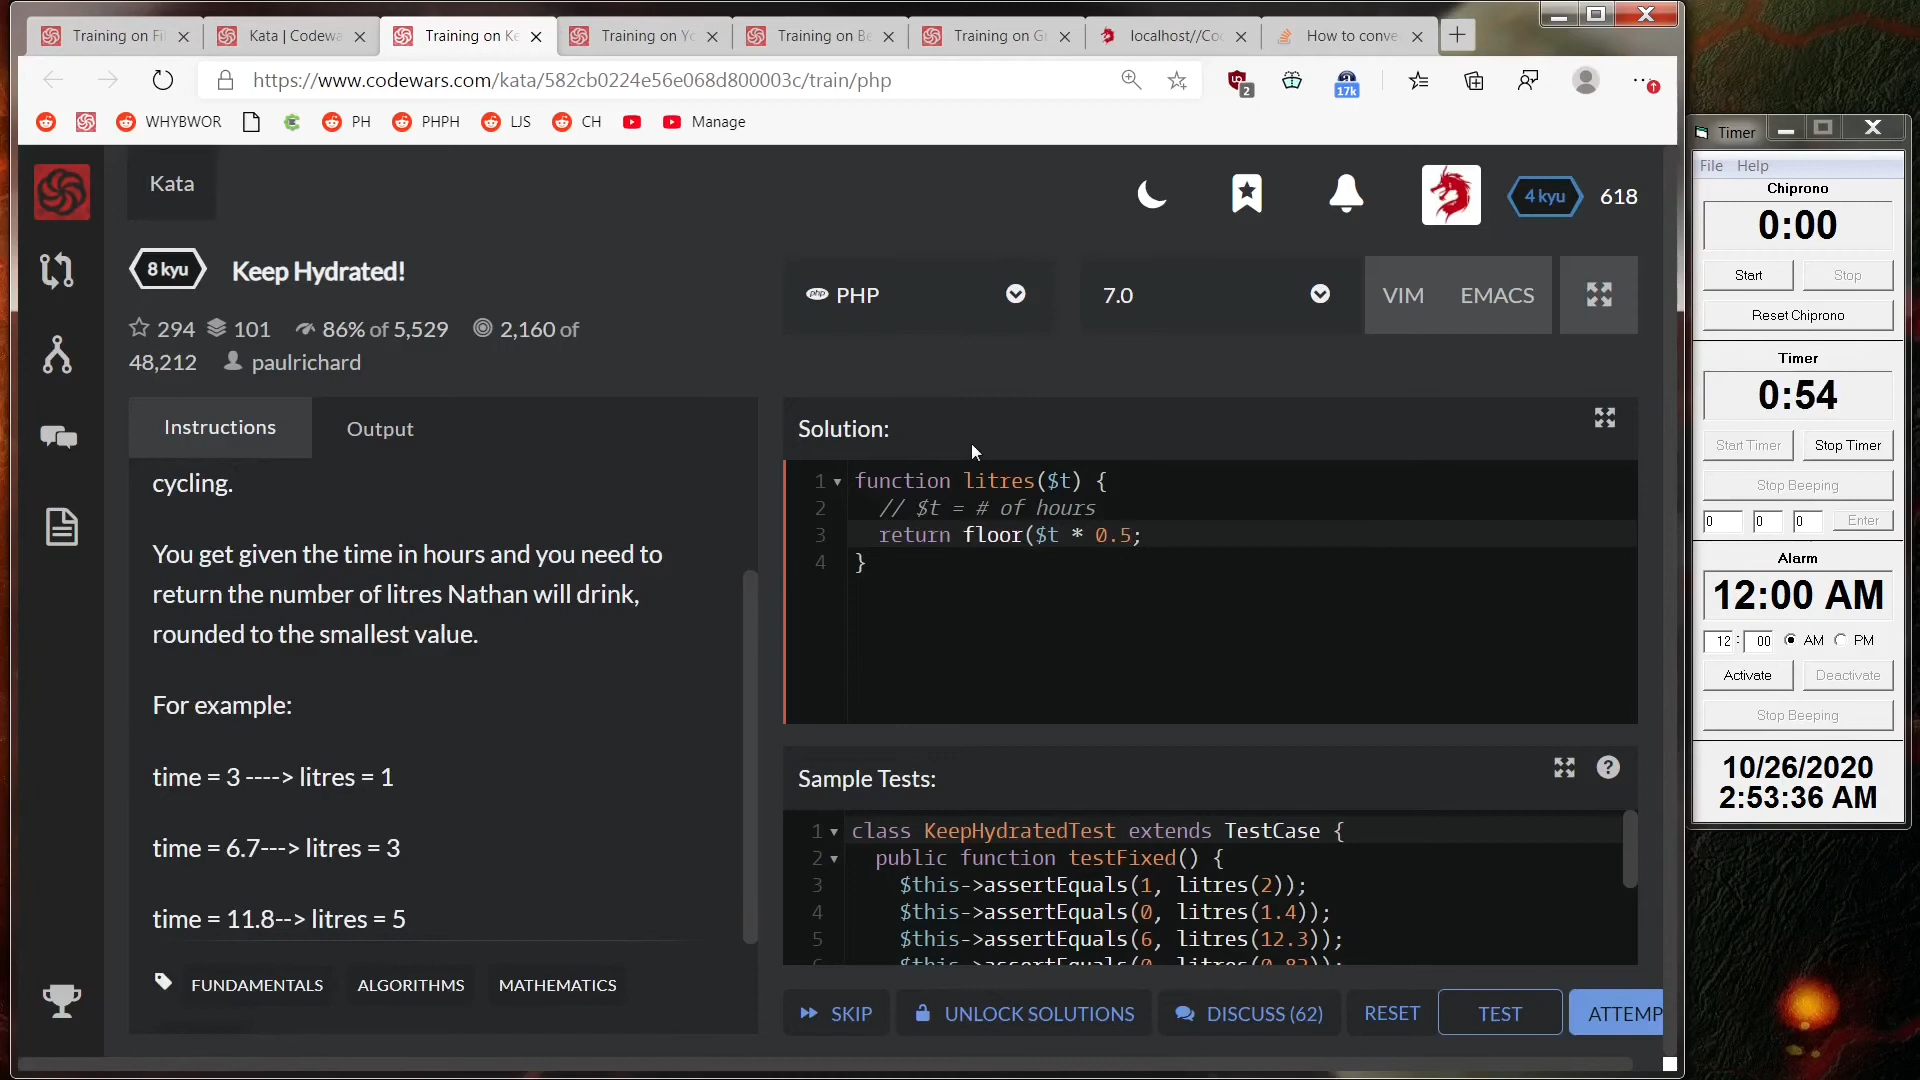 Training on Fi
Kata | Codewa
Training on Ke
Training on Yo
Training on Be
Training on G
localhost//Co
How to conve
https://www.codewars.com/kata/582cb0224e56e068d800003c/train/php
2
17k
WHYBWOR
PH
PHPH
LJS
CH
Manage
Kata
4 kyu
618
8 kyu
Keep Hydrated!
294 101 86% of 5,529 2,160 of
48,212 paulrichard
PHP
7.0
VIM
EMACS
Instructions
Output
cycling.
You get given the time in hours and you need to
return the number of litres Nathan will drink,
rounded to the smallest value.
For example:
time = 3 ----> litres = 1
time = 6.7---> litres = 3
time = 11.8--> litres = 5
FUNDAMENTALS
ALGORITHMS
MATHEMATICS
Solution:
1 function litres($t) {
2 // $t = # of hours
3 return floor($t * 0.5;
4 }
Sample Tests:
1 class KeepHydratedTest extends TestCase {
2 public function testFixed() {
3 $this->assertEquals(1, litres(2));
4 $this->assertEquals(0, litres(1.4));
5 $this->assertEquals(6, litres(12.3));
$this->assertEquals(0, litres(0.82));
SKIP
UNLOCK SOLUTIONS
DISCUSS (62)
RESET
TEST
ATTEMP
Timer
File Help
Chiprono
0:00
Start
Stop
Reset Chiprono
Timer
0:54
Start Timer
Stop Timer
Stop Beeping
0 0 0 Enter
Alarm
12:00 AM
12 : 00 AM PM
Activate
Deactivate
Stop Beeping
10/26/2020
2:53:36 AM